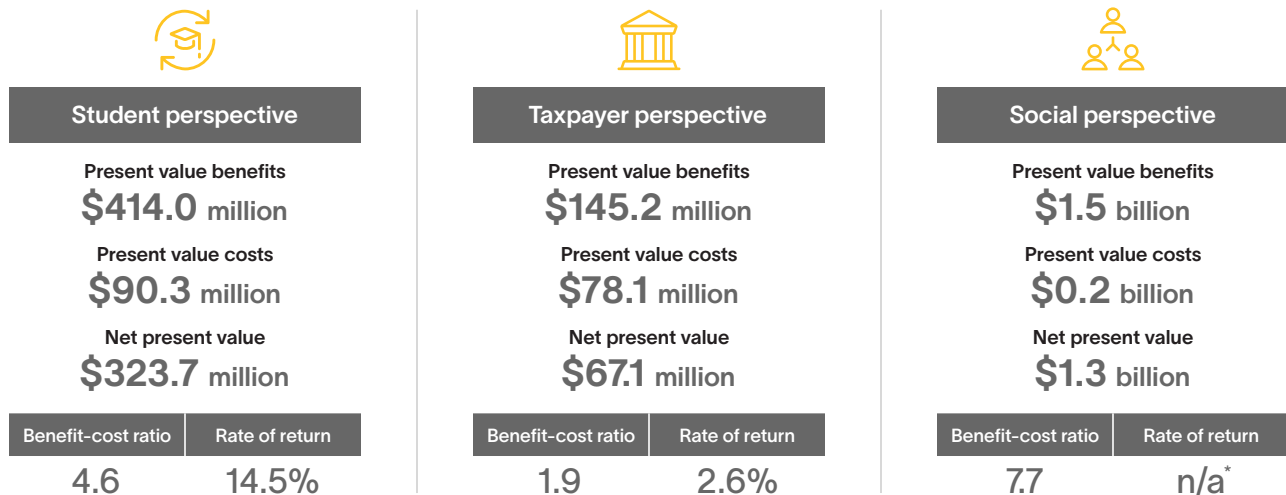 Student perspective
Present value benefits
$414.0 million
Present value costs
$90.3 million
Net present value
$323.7 million
Benefit-cost ratio
Rate of return
4.6
14.5%
Taxpayer perspective
Present value benefits
$145.2 million
Present value costs
$78.1 million
Net present value
$67.1 million
Benefit-cost ratio
Rate of return
1.9
2.6%
Social perspective
Present value benefits
$1.5 billion
Present value costs
$0.2 billion
Net present value
$1.3 billion
Benefit-cost ratio
Rate of return
7.7
n/a*